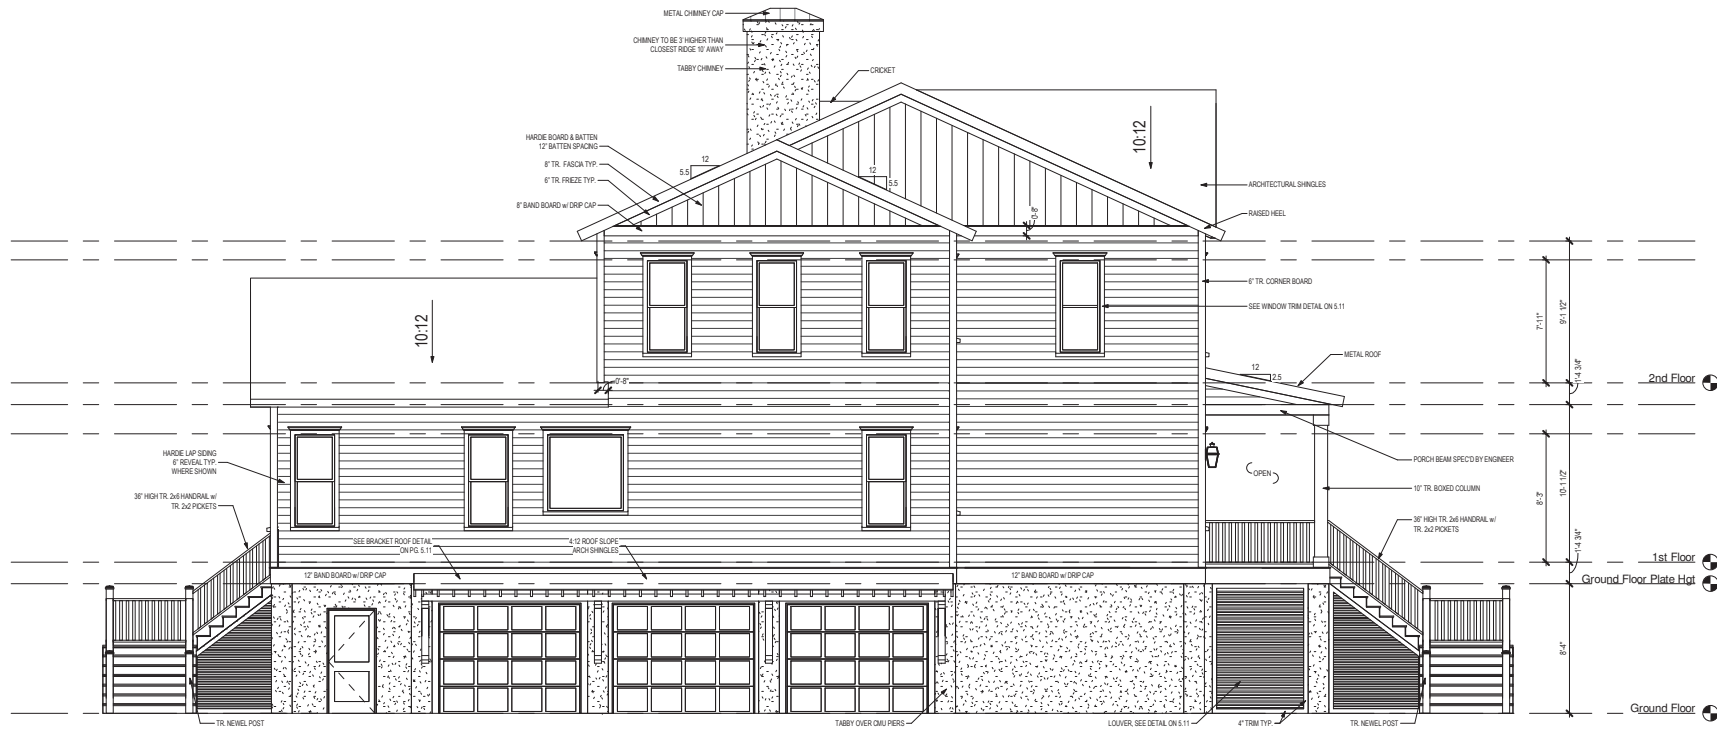 METAL CHIMNEY CAP
CHIMNEY TO BE 3' HIGHER THAN
CLOSEST RIDGE 10' AWAY
TABBY CHIMNEY
CRICKET
10:12
HARDIE BOARD & BATTEN
12" BATTEN SPACING
8" TR. FASCIA TYP.
6" TR. FRIEZE TYP.
8" BAND BOARD w/ DRIP CAP
12
5.5
12
5.5
0'-8"
ARCHITECTURAL SHINGLES
RAISED HEEL
6" TR. CORNER BOARD
SEE WINDOW TRIM DETAIL ON 5.11
10:12
0'-8"
METAL ROOF
12
2.5
7'-11"
9'-1 1/2"
1'-4 3/4"
2nd Floor
HARDIE LAP SIDING
6" REVEAL TYP.
WHERE SHOWN
36" HIGH TR. 2x6 HANDRAIL w/
TR. 2x2 PICKETS
OPEN
PORCH BEAM SPEC'D BY ENGINEER
10" TR. BOXED COLUMN
36" HIGH TR. 2x6 HANDRAIL w/
TR. 2x2 PICKETS
8'-3"
10'-1 1/2"
1'-4 3/4"
SEE BRACKET ROOF DETAIL
ON PG. 5.11
4:12 ROOF SLOPE
ARCH SHINGLES
1st Floor
12" BAND BOARD w/ DRIP CAP
12" BAND BOARD w/ DRIP CAP
Ground Floor Plate Hgt
8'-4"
Ground Floor
TR. NEWEL POST
TABBY OVER CMU PIERS
LOUVER, SEE DETAIL ON 5.11
4" TRIM TYP.
TR. NEWEL POST